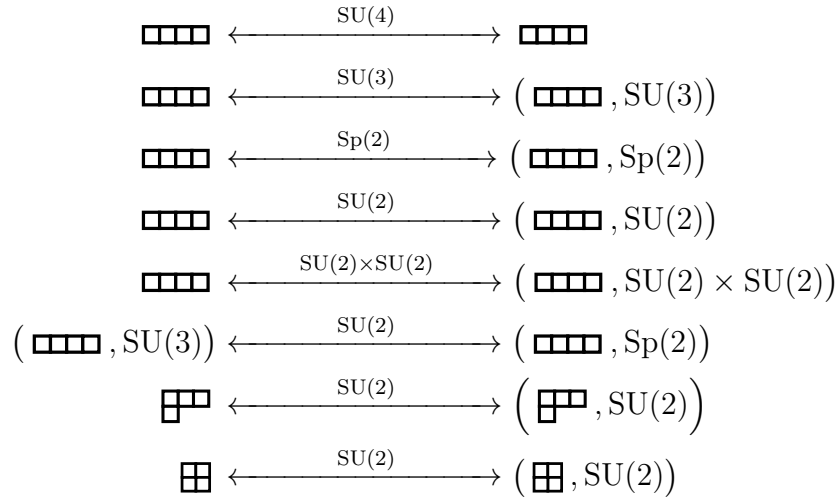 □□□□ ⟷ SU(4) □□□□
□□□□ ⟷ SU(3) (□□□□, SU(3))
□□□□ ⟷ Sp(2) (□□□□, Sp(2))
□□□□ ⟷ SU(2) (□□□□, SU(2))
□□□□ ⟷ SU(2)×SU(2) (□□□□, SU(2) × SU(2))
(□□□□, SU(3)) ⟷ SU(2) (□□□□, Sp(2))
⟷ SU(2) ( , SU(2))
⟷ SU(2) ( , SU(2))